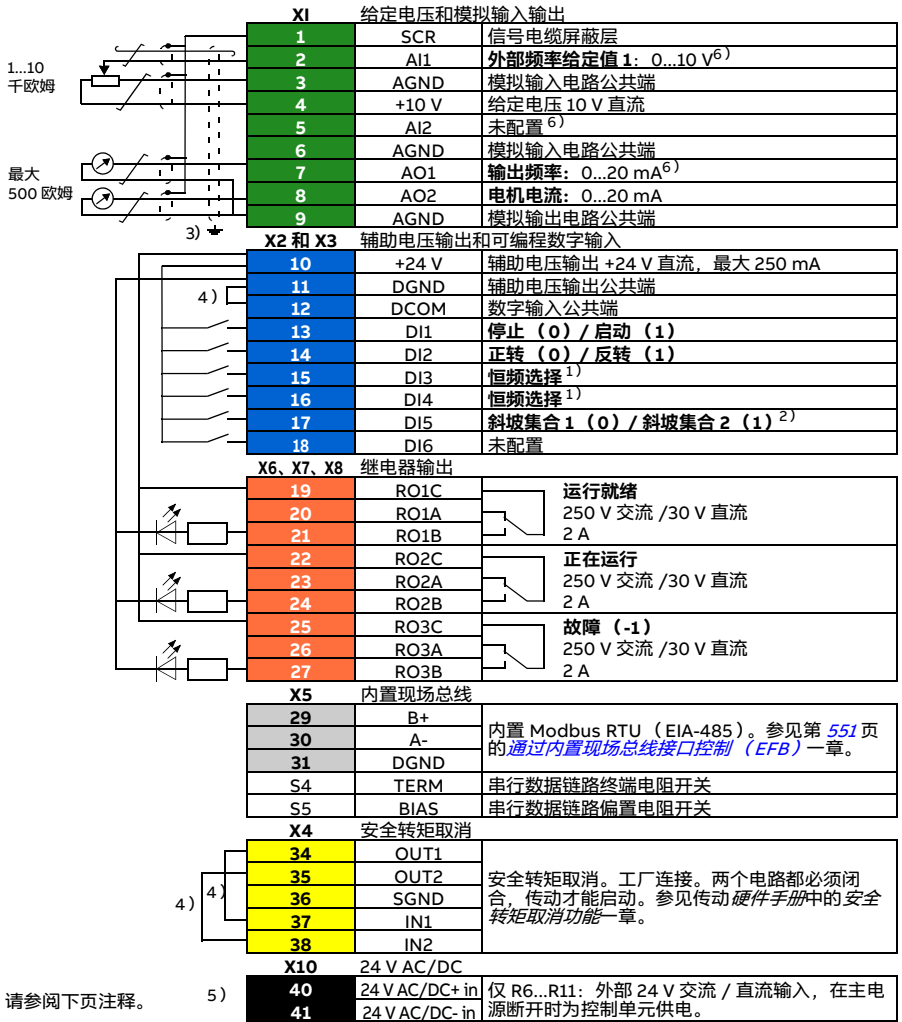 XI 给定电压和模拟输入输出
1 SCR 信号电缆屏蔽层
2 AI1 外部频率给定值 1：0…10 V6)
1…10
千欧姆
3 AGND 模拟输入电路公共端
4 +10 V 给定电压 10 V 直流
5 AI2 未配置 6)
6 AGND 模拟输入电路公共端
最大
500 欧姆
7 AO1 输出频率：0…20 mA6)
8 AO2 电机电流：0…20 mA
9 AGND 模拟输出电路公共端
3)
X2 和 X3 辅助电压输出和可编程数字输入
10 +24 V 辅助电压输出 +24 V 直流，最大 250 mA
11 DGND 辅助电压输出公共端
4)
12 DCOM 数字输入公共端
13 DI1 停止（0）/ 启动（1）
14 DI2 正转（0）/ 反转（1）
15 DI3 恒频选择 1)
16 DI4 恒频选择 1)
17 DI5 斜坡集合 1（0）/ 斜坡集合 2（1）2)
18 DI6 未配置
X6、X7、X8 继电器输出
19 RO1C 运行就绪
20 RO1A 250 V 交流 /30 V 直流
21 RO1B 2 A
22 RO2C 正在运行
23 RO2A 250 V 交流 /30 V 直流
24 RO2B 2 A
25 RO3C 故障（-1）
26 RO3A 250 V 交流 /30 V 直流
27 RO3B 2 A
X5 内置现场总线
29 B+
30 A-
31 DGND
内置 Modbus RTU（EIA-485）。参见第 551 页
的通过内置现场总线接口控制（EFB）一章。
S4 TERM 串行数据链路终端电阻开关
S5 BIAS 串行数据链路偏置电阻开关
X4 安全转矩取消
34 OUT1
35 OUT2
36 SGND
37 IN1
38 IN2
4)
4)
安全转矩取消。工厂连接。两个电路都必须闭
合，传动才能启动。参见传动硬件手册中的安全
转矩取消功能一章。
X10 24 V AC/DC
5)
40 24 V AC/DC+ in
41 24 V AC/DC- in
仅 R6…R11：外部 24 V 交流 / 直流输入，在主电
源断开时为控制单元供电。
请参阅下页注释。